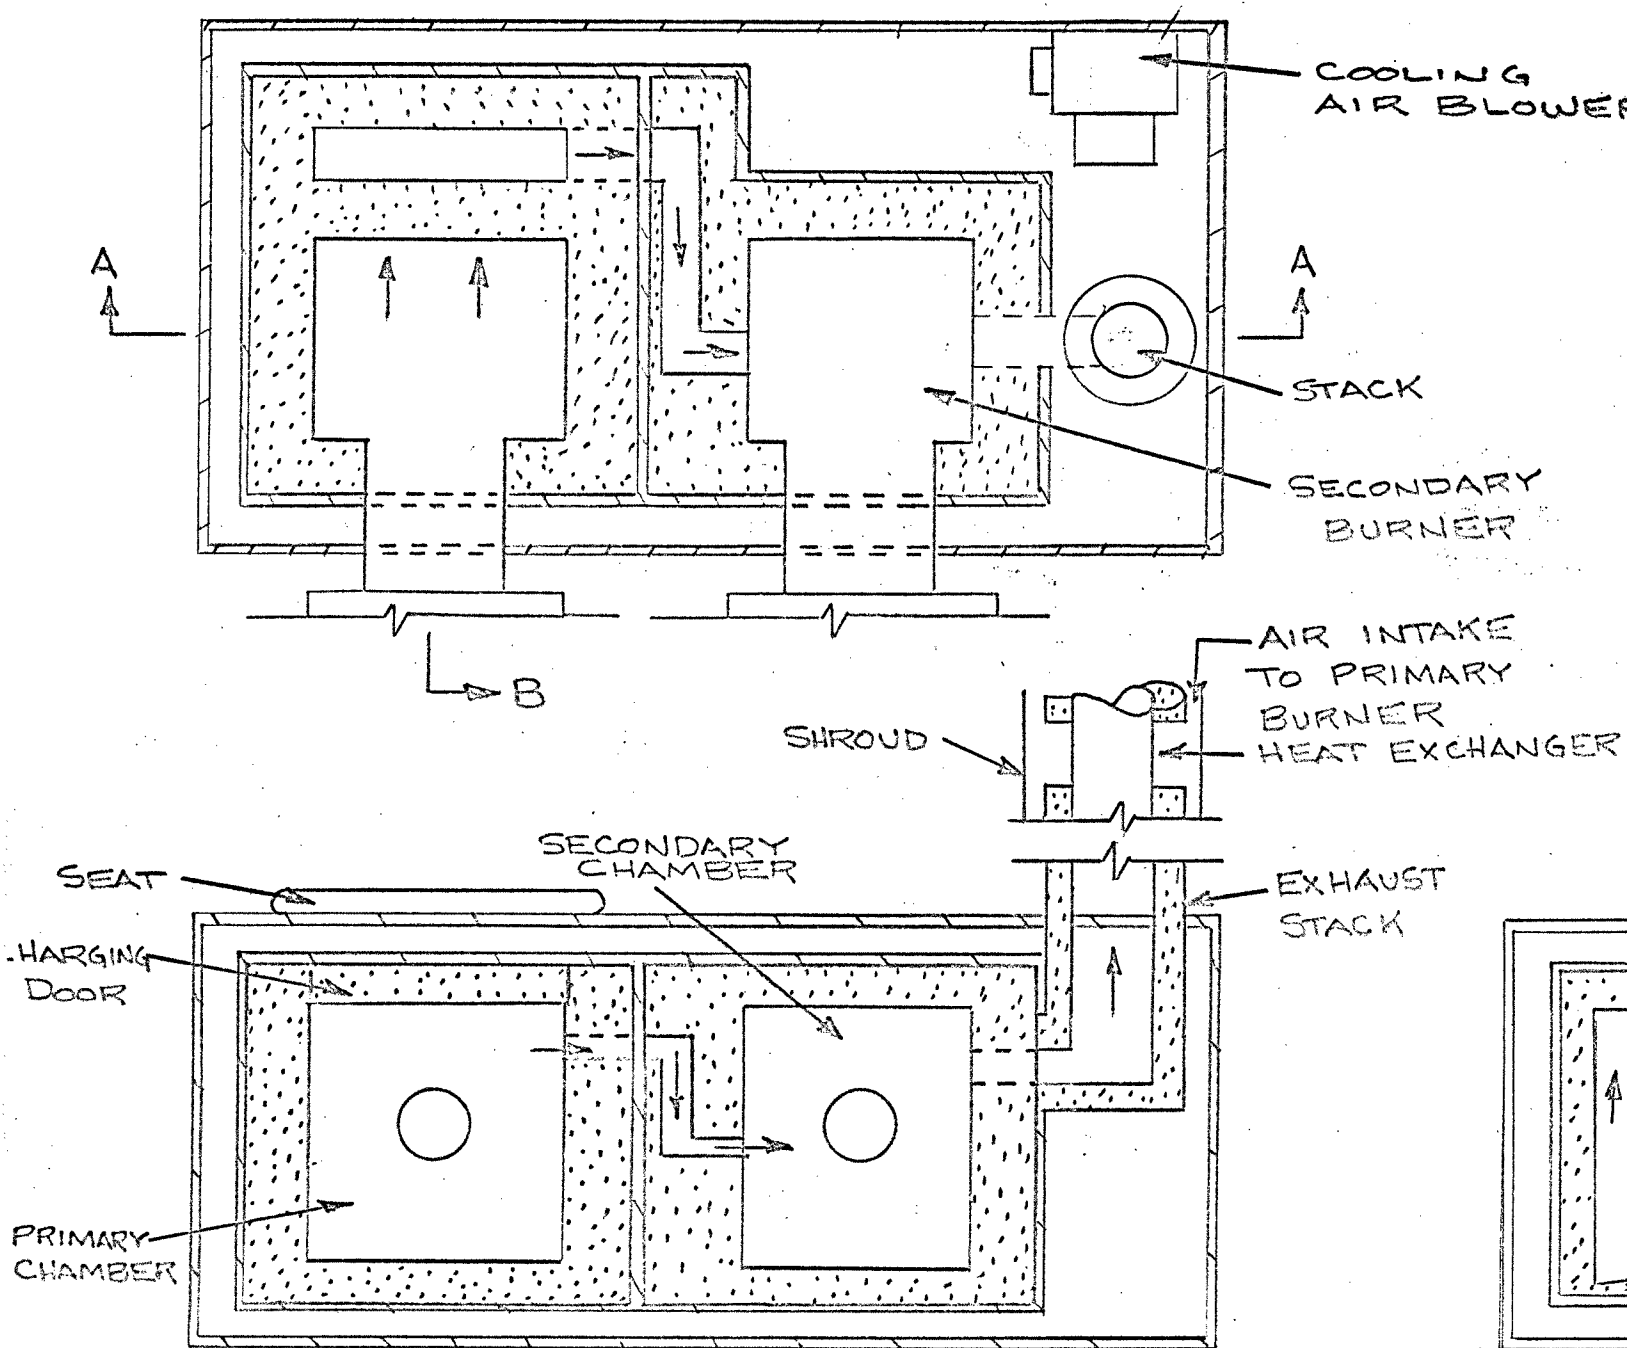 COOLING
AIR BLOWER
A
A
STACK
SECONDARY
BURNER
B
AIR INTAKE
TO PRIMARY
BURNER
HEAT EXCHANGER
SHROUD
SECONDARY
CHAMBER
SEAT
EXHAUST
STACK
HARGING
DOOR
PRIMARY
CHAMBER